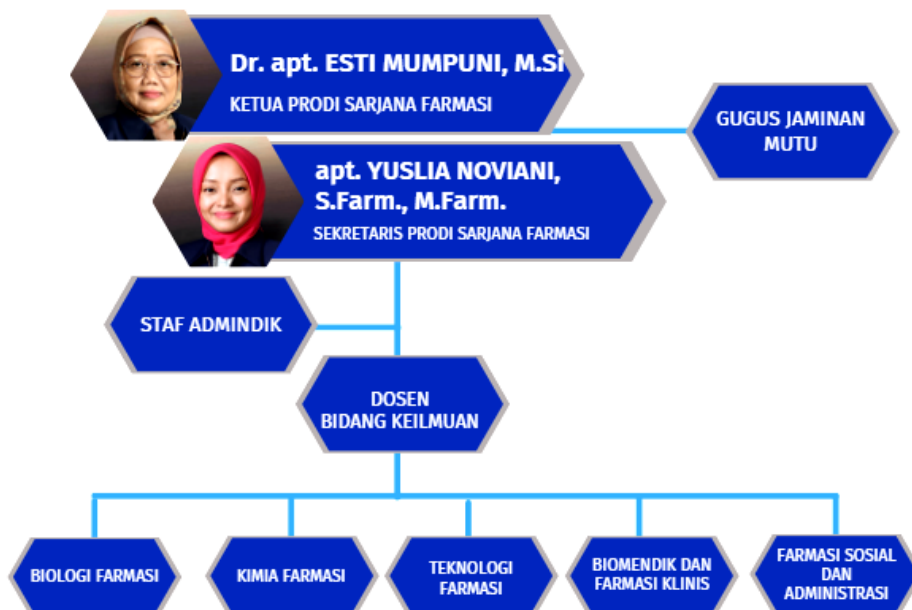 Dr. apt. ESTI MUMPUNI, M.Si
KETUA PRODI SARJANA FARMASI
GUGUS JAMINAN
MUTU
apt. YUSLIA NOVIANI,
S.Farm., M.Farm.
SEKRETARIS PRODI SARJANA FARMASI
STAF ADMINDIK
DOSEN
BIDANG KEILMUAN
BIOLOGI FARMASI
KIMIA FARMASI
TEKNOLOGI
FARMASI
BIOMENDIK DAN
FARMASI KLINIS
FARMASI SOSIAL
DAN
ADMINISTRASI